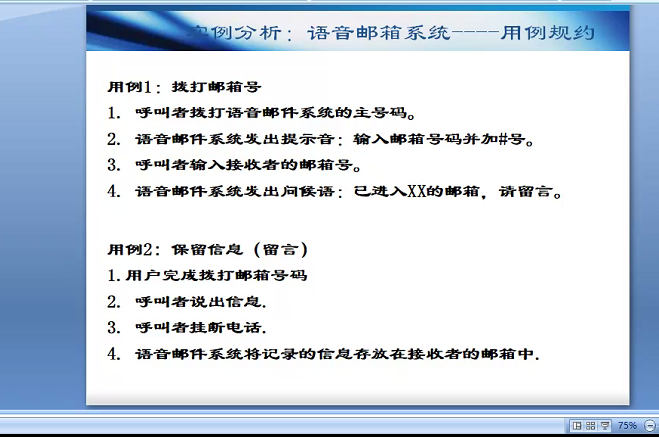 实例分析：语音邮箱系统----用例规约
用例1：拨打邮箱号
1. 呼叫者拨打语音邮件系统的主号码。
2. 语音邮件系统发出提示音：输入邮箱号码并加#号。
3. 呼叫者输入接收者的邮箱号。
4. 语音邮件系统发出问候语：已进入XX的邮箱，请留言。
用例2：保留信息（留言）
1.用户完成拨打邮箱号码
2. 呼叫者说出信息.
3. 呼叫者挂断电话.
4. 语音邮件系统将记录的信息存放在接收者的邮箱中.
75%